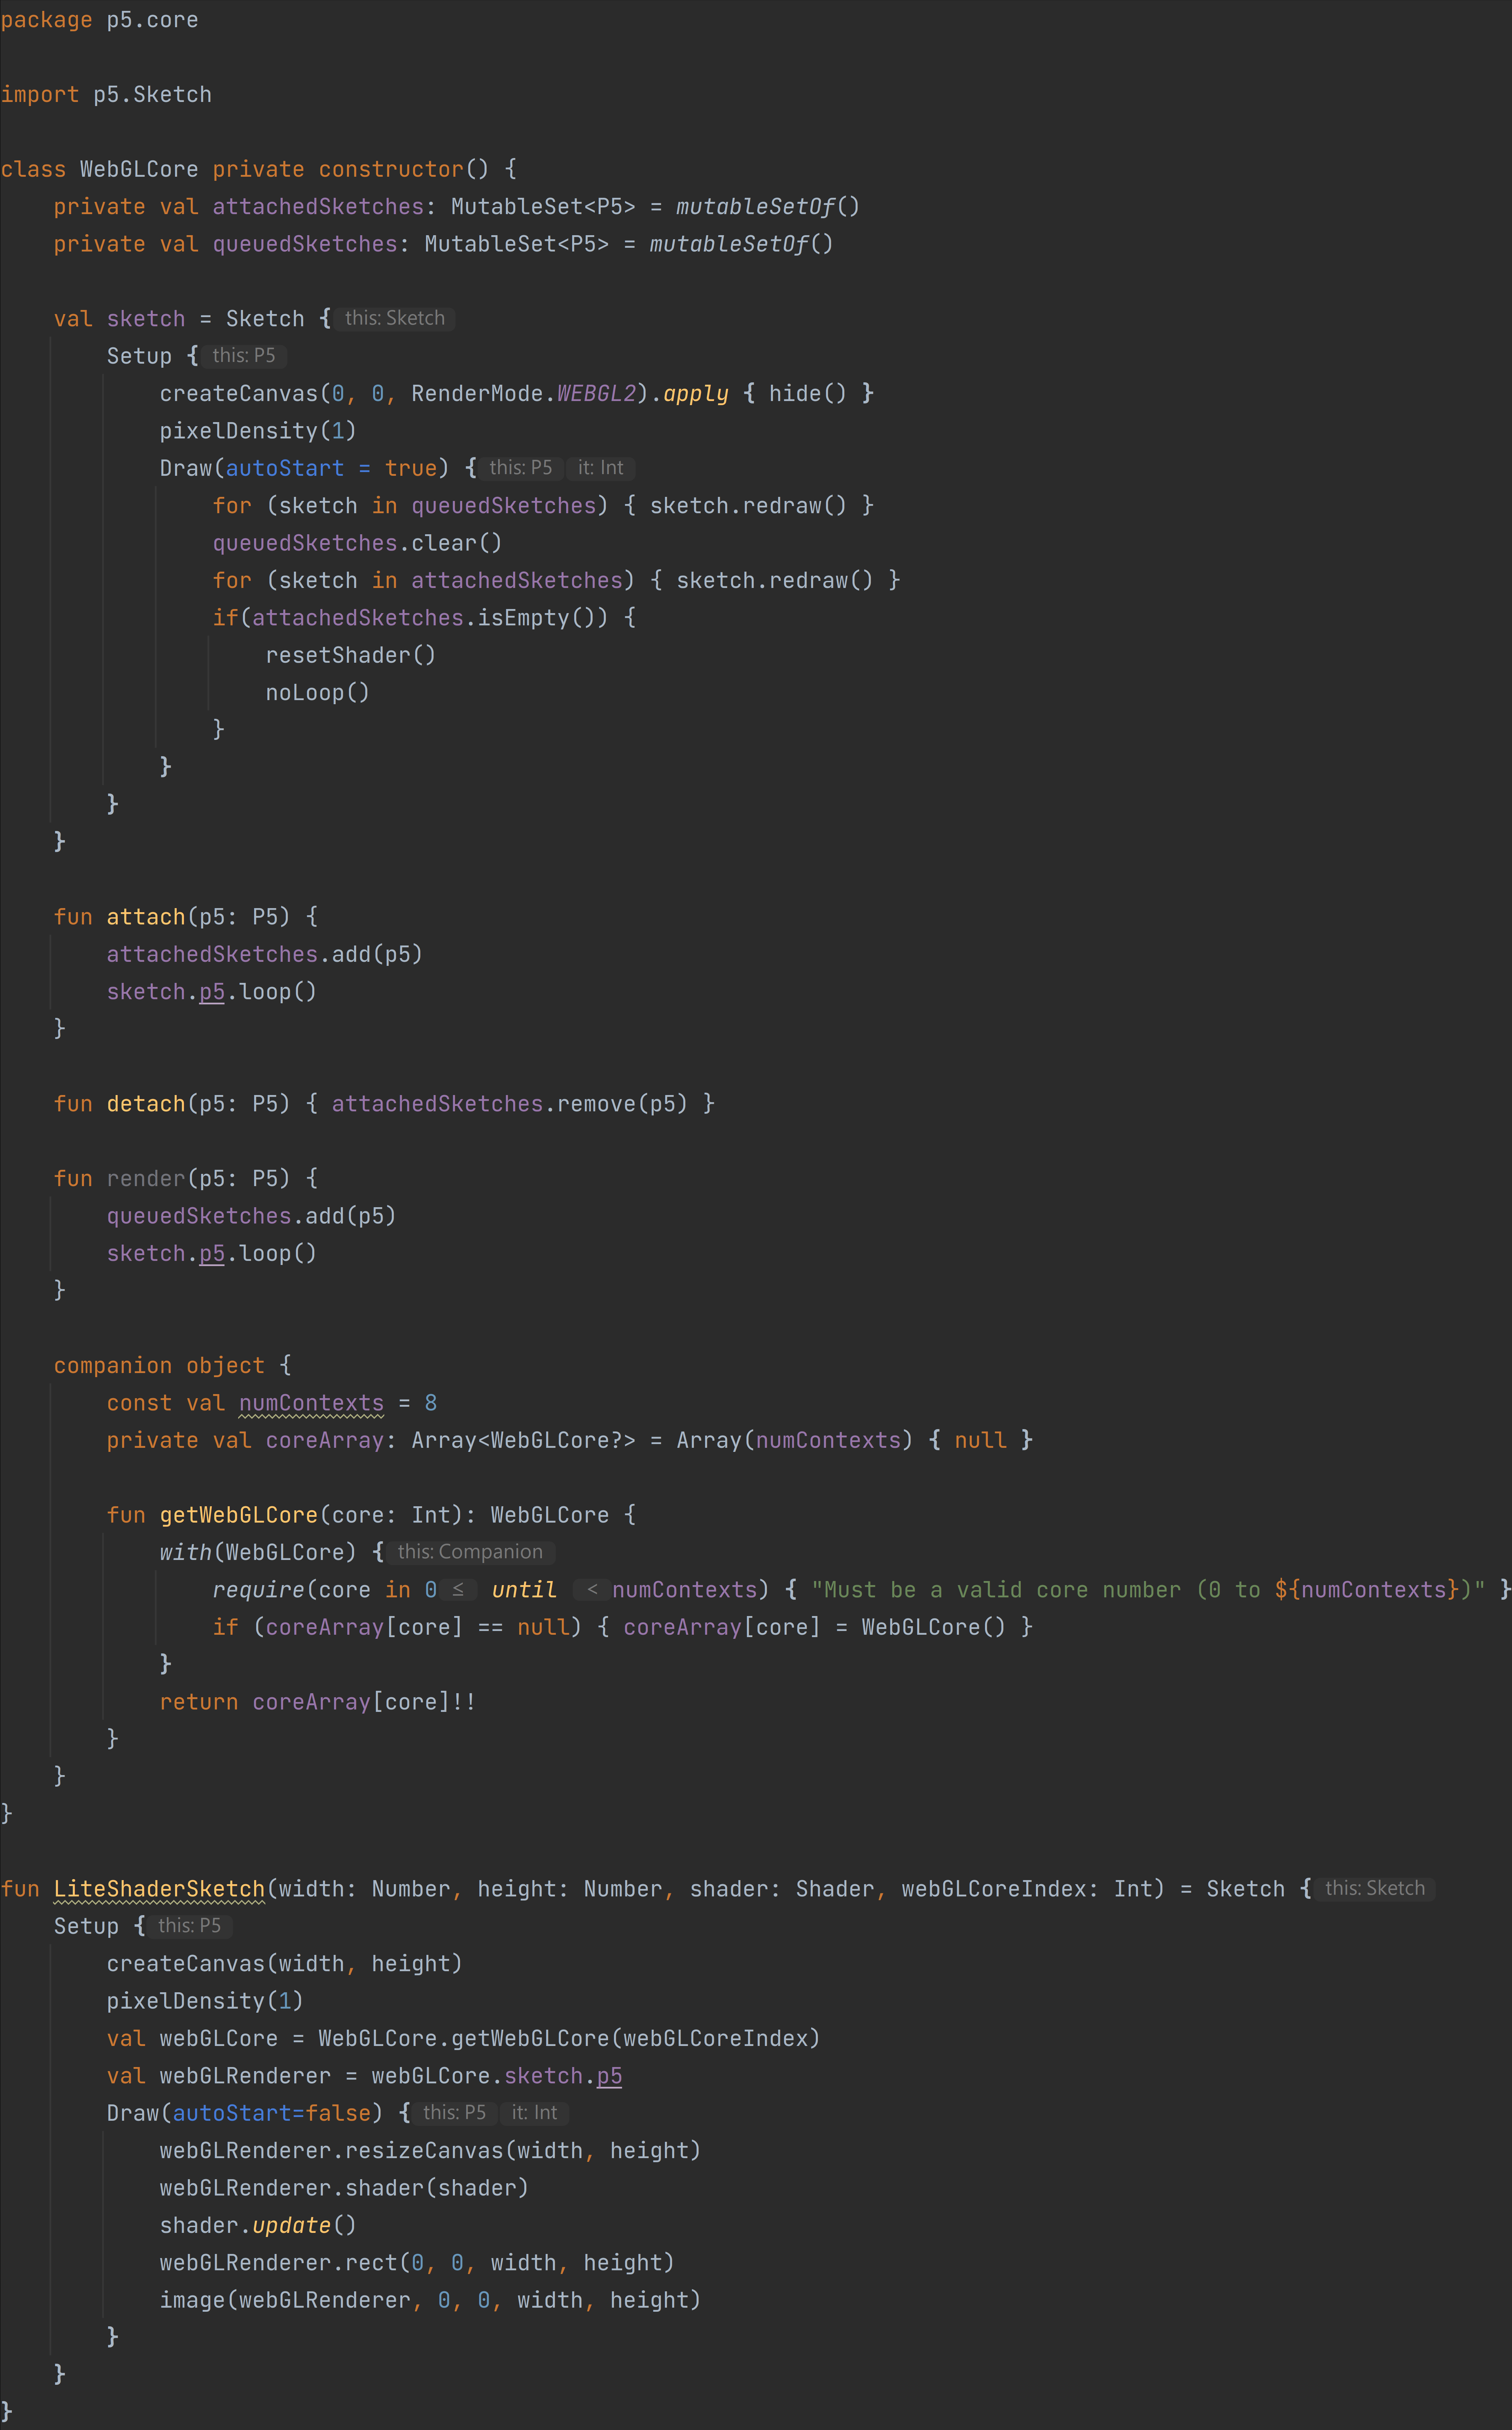 package p5.core

import p5.Sketch

class WebGLCore private constructor() {
    private val attachedSketches: MutableSet<P5> = mutableSetOf()
    private val queuedSketches: MutableSet<P5> = mutableSetOf()

    val sketch = Sketch { this: Sketch
        Setup { this: P5
            createCanvas(0, 0, RenderMode.WEBGL2).apply { hide() }
            pixelDensity(1)
            Draw(autoStart = true) { this: P5 it: Int
                for (sketch in queuedSketches) { sketch.redraw() }
                queuedSketches.clear()
                for (sketch in attachedSketches) { sketch.redraw() }
                if(attachedSketches.isEmpty()) {
                    resetShader()
                    noLoop()
                }
            }
        }
    }

    fun attach(p5: P5) {
        attachedSketches.add(p5)
        sketch.p5.loop()
    }

    fun detach(p5: P5) { attachedSketches.remove(p5) }

    fun render(p5: P5) {
        queuedSketches.add(p5)
        sketch.p5.loop()
    }

    companion object {
        const val numContexts = 8
        private val coreArray: Array<WebGLCore?> = Array(numContexts) { null }

        fun getWebGLCore(core: Int): WebGLCore {
            with(WebGLCore) { this: Companion
                require(core in 0 ≤ until < numContexts) { "Must be a valid core number (0 to ${numContexts})" }
                if (coreArray[core] == null) { coreArray[core] = WebGLCore() }
            }
            return coreArray[core]!!
        }
    }
}

fun LiteShaderSketch(width: Number, height: Number, shader: Shader, webGLCoreIndex: Int) = Sketch { this: Sketch
    Setup { this: P5
        createCanvas(width, height)
        pixelDensity(1)
        val webGLCore = WebGLCore.getWebGLCore(webGLCoreIndex)
        val webGLRenderer = webGLCore.sketch.p5
        Draw(autoStart=false) { this: P5 it: Int
            webGLRenderer.resizeCanvas(width, height)
            webGLRenderer.shader(shader)
            shader.update()
            webGLRenderer.rect(0, 0, width, height)
            image(webGLRenderer, 0, 0, width, height)
        }
    }
}